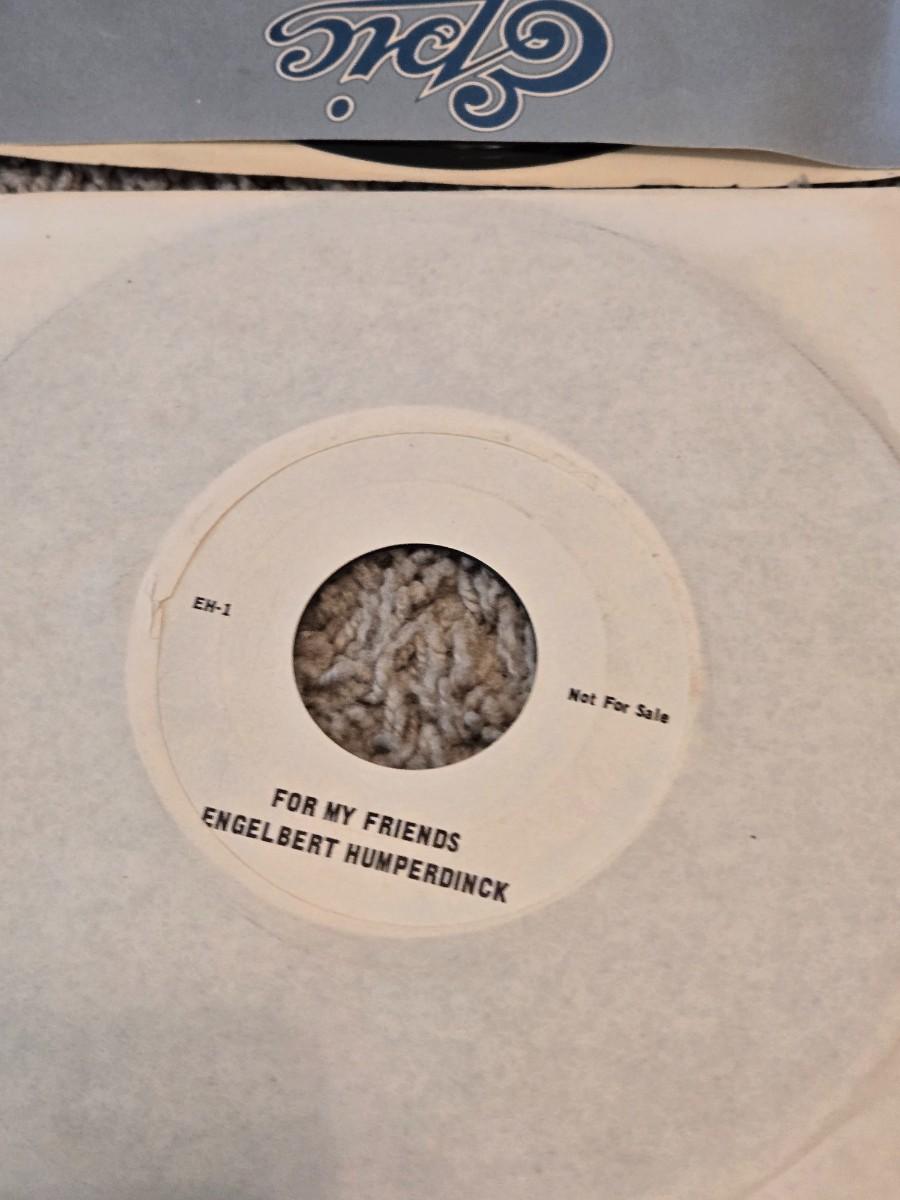 Epic
EH-1
Not For Sale
FOR MY FRIENDS
ENGELBERT HUMPERDINCK